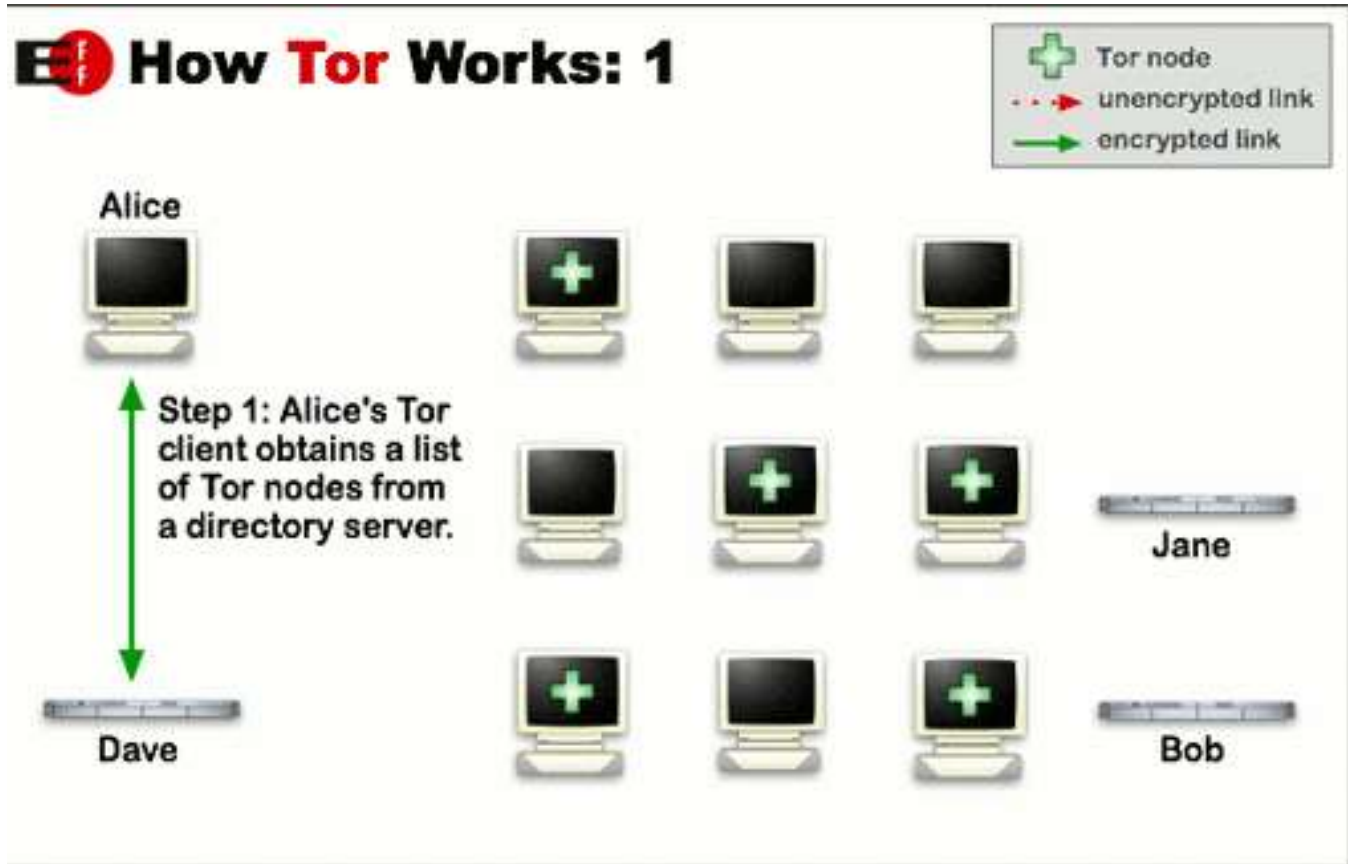 EFF How Tor Works: 1
Tor node
unencrypted link
encrypted link
Alice
Step 1: Alice's Tor
client obtains a list
of Tor nodes from
a directory server.
Jane
Dave
Bob